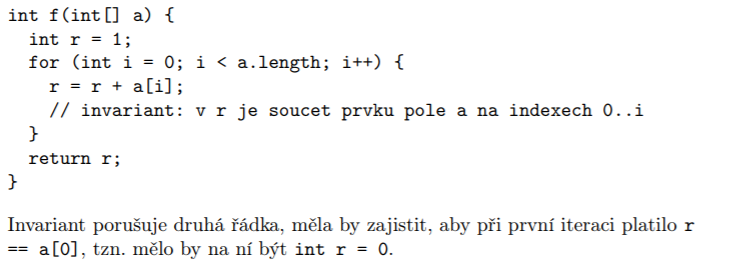 int f(int[] a) {
  int r = 1;
  for (int i = 0; i < a.length; i++) {
    r = r + a[i];
    // invariant: v r je soucet prvku pole a na indexech 0..i
  }
  return r;
}
Invariant porušuje druhá řádka, měla by zajistit, aby při první iteraci platilo r
== a[0], tzn. mělo by na ní být int r = 0.